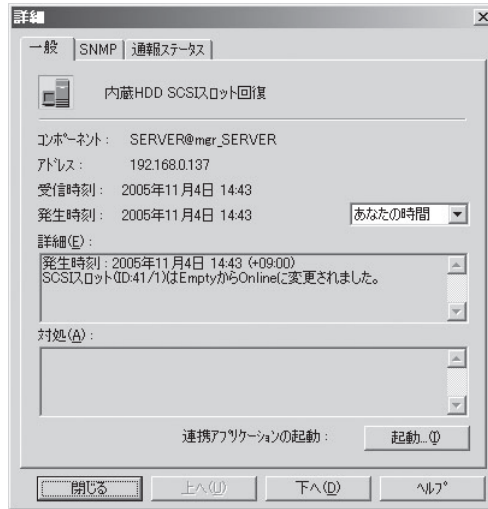 詳細
一般 SNMP 通報ステータス
内蔵HDD SCSIスロット回復
コンポーネント： SERVER@mgr_SERVER
アドレス： 192.168.0.137
受信時刻： 2005年11月4日 14:43
発生時刻： 2005年11月4日 14:43 あなたの時間
詳細(E)：
発生時刻：2005年11月4日 14:43 (+09:00)
SCSIスロット(ID:41/1)はEmptyからOnlineに変更されました。
対処(A)：
連携アプリケーションの起動： 起動...(I)
閉じる 上へ(U) 下へ(D) ヘルプ